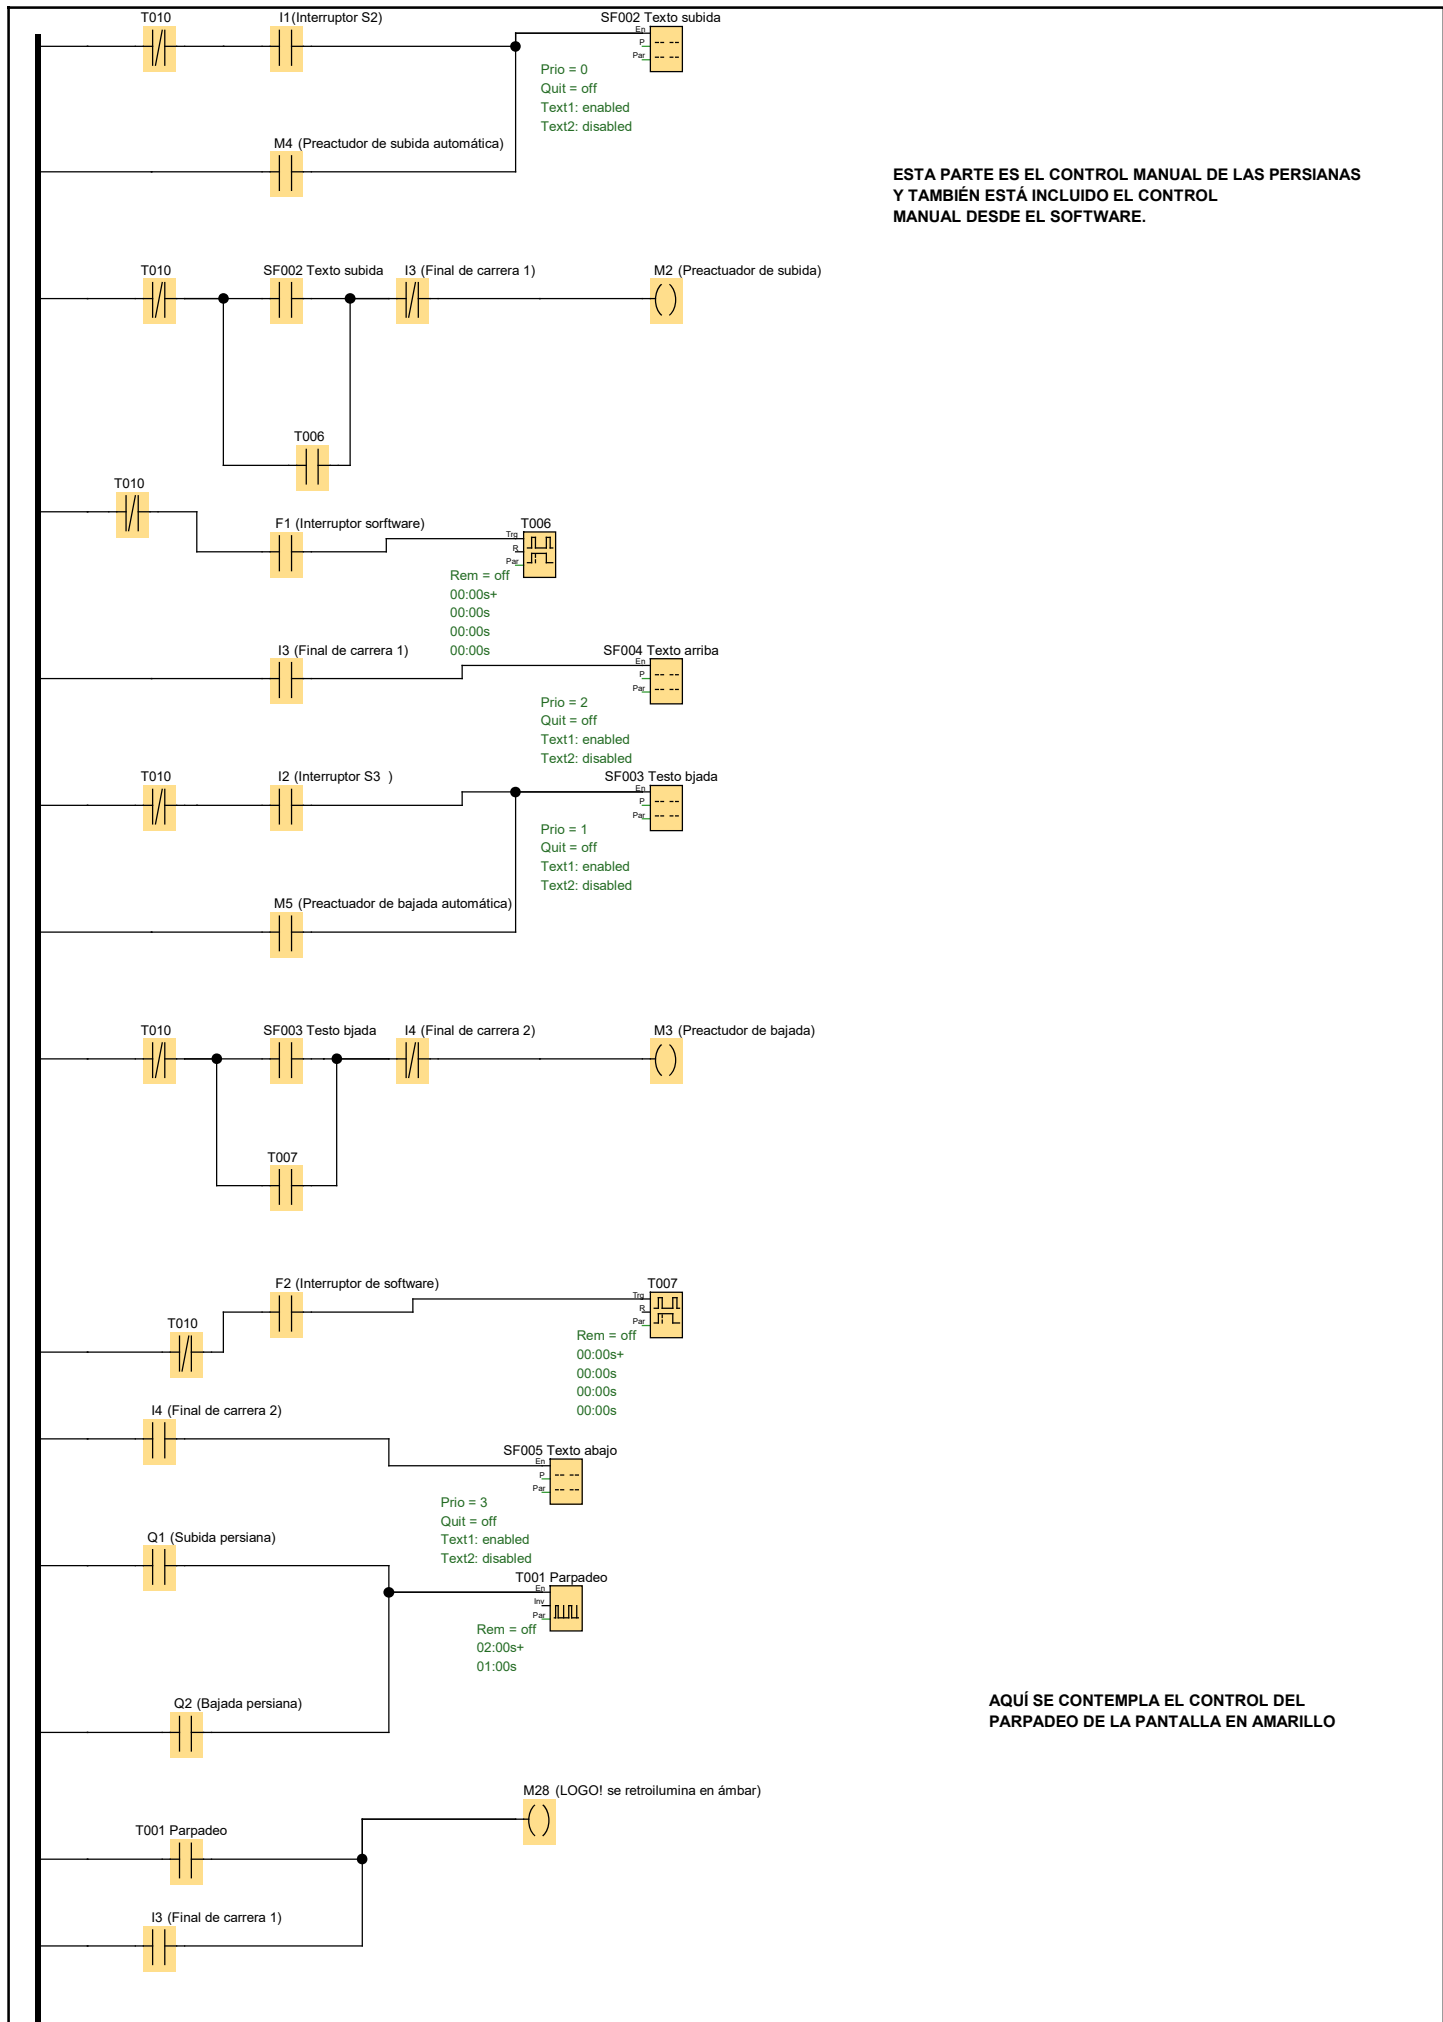 T010
I1(Interruptor S2)
SF002 Texto subida
En
P
Par
Prio = 0
Quit = off
Text1: enabled
Text2: disabled
M4 (Preactudor de subida automática)
ESTA PARTE ES EL CONTROL MANUAL DE LAS PERSIANAS
Y TAMBIÉN ESTÁ INCLUIDO EL CONTROL
MANUAL DESDE EL SOFTWARE.
T010
SF002 Texto subida
I3 (Final de carrera 1)
M2 (Preactuador de subida)
T006
T010
F1 (Interruptor sorftware)
T006
Trg
R
Par
Rem = off
00:00s+
00:00s
00:00s
00:00s
I3 (Final de carrera 1)
SF004 Texto arriba
En
P
Par
Prio = 2
Quit = off
Text1: enabled
Text2: disabled
T010
I2 (Interruptor S3 )
SF003 Testo bjada
En
P
Par
Prio = 1
Quit = off
Text1: enabled
Text2: disabled
M5 (Preactuador de bajada automática)
T010
SF003 Testo bjada
I4 (Final de carrera 2)
M3 (Preactudor de bajada)
T007
F2 (Interruptor de software)
T007
Trg
R
Par
T010
Rem = off
00:00s+
00:00s
00:00s
00:00s
I4 (Final de carrera 2)
SF005 Texto abajo
En
P
Par
Prio = 3
Quit = off
Text1: enabled
Text2: disabled
Q1 (Subida persiana)
T001 Parpadeo
En
Inv
Par
Rem = off
02:00s+
01:00s
Q2 (Bajada persiana)
AQUÍ SE CONTEMPLA EL CONTROL DEL
PARPADEO DE LA PANTALLA EN AMARILLO
M28 (LOGO! se retroilumina en ámbar)
T001 Parpadeo
I3 (Final de carrera 1)